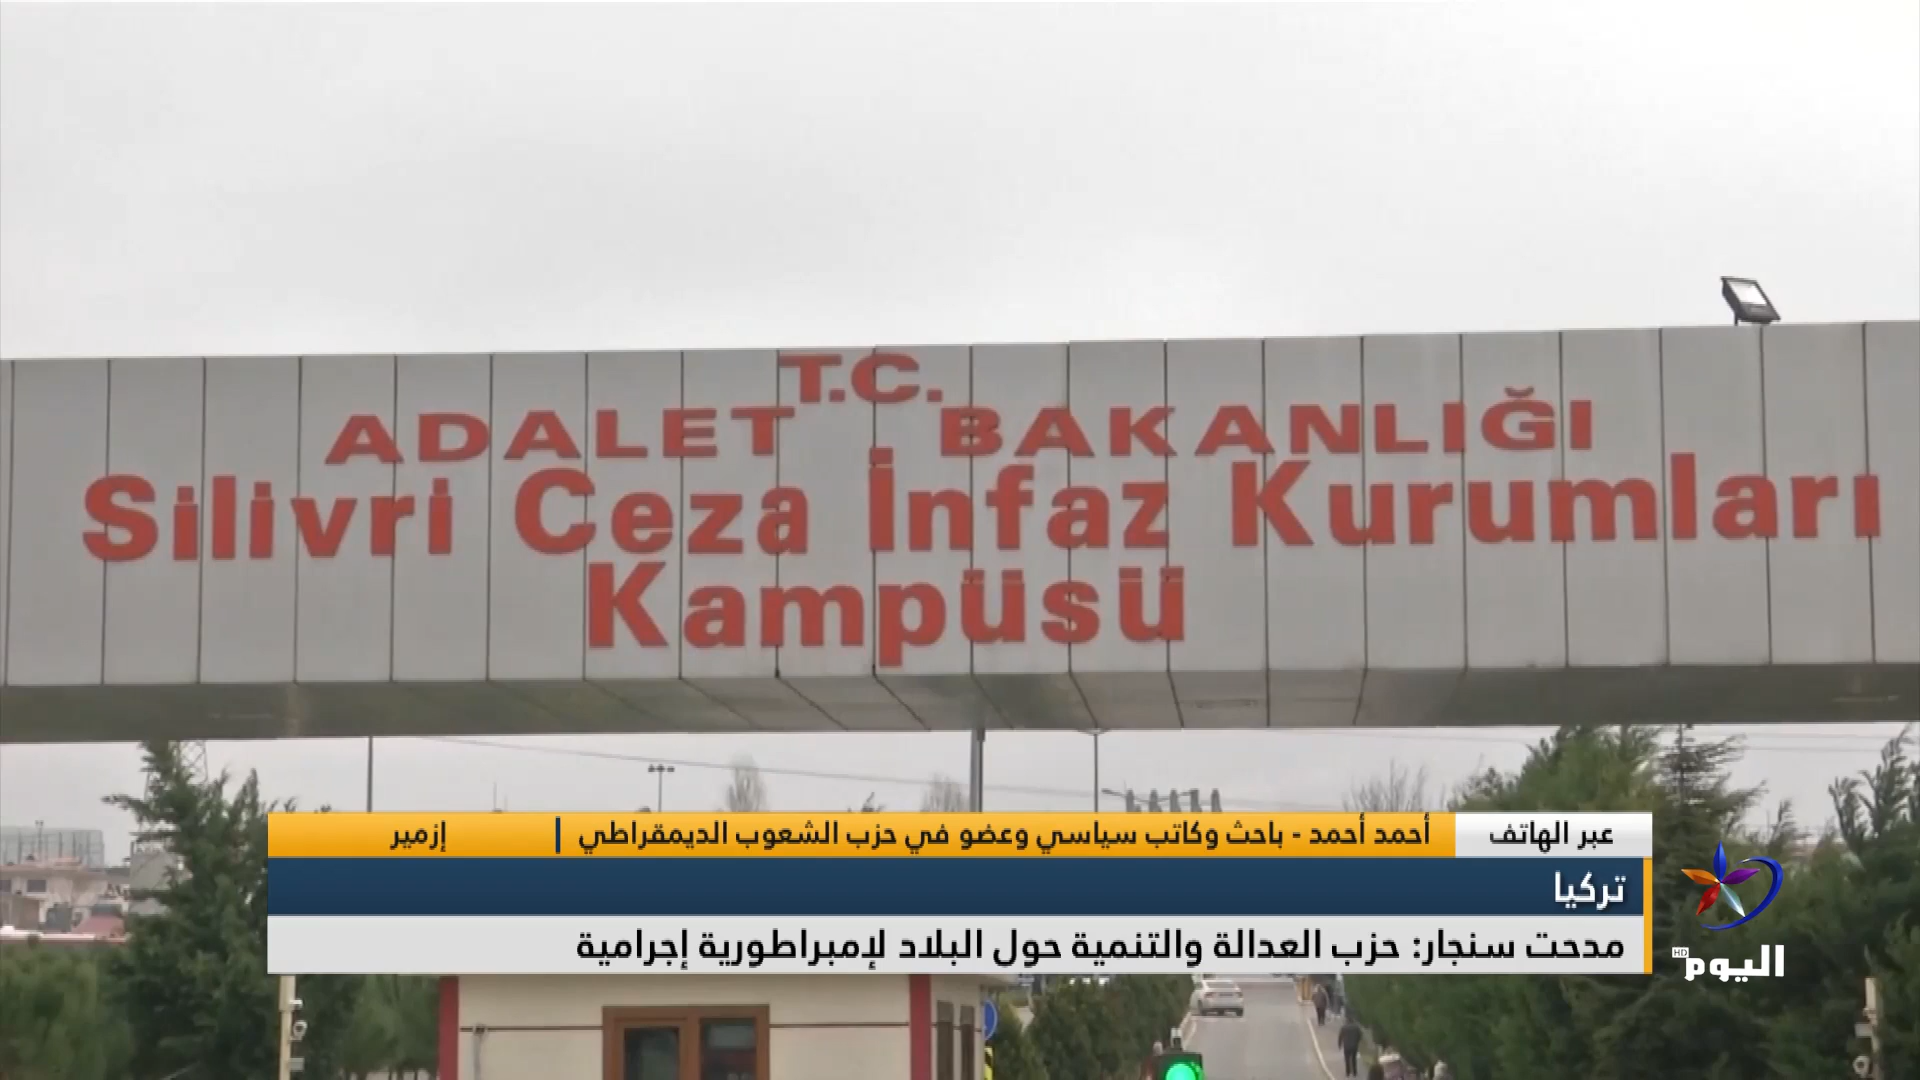 T.C.
ADALET BAKANLIĞI
Silivri Ceza İnfaz Kurumları
Kampüsü
عبر الهاتف
أحمد أحمد - باحث وكاتب سياسي وعضو في حزب الشعوب الديمقراطي | إزمير
تركيا
مدحت سنجار: حزب العدالة والتنمية حول البلاد لإمبراطورية إجرامية
اليوم
HD